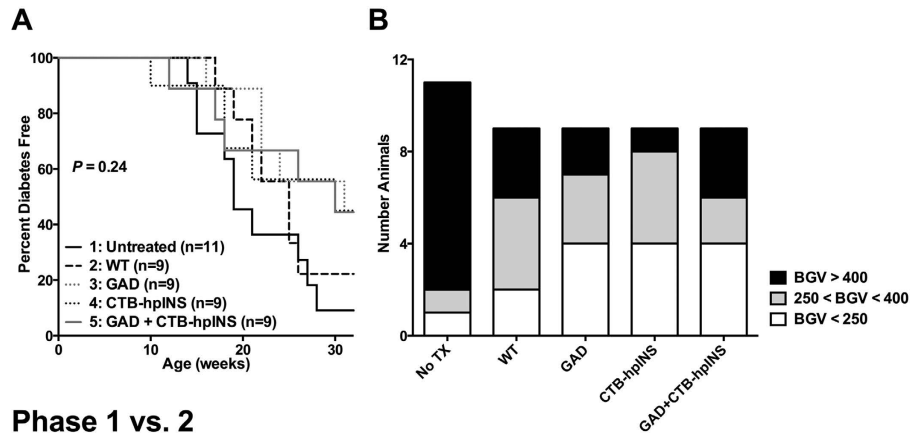 A
Percent Diabetes Free
100
80
60
40
20
0
P = 0.24
1: Untreated (n=11)
2: WT (n=9)
3: GAD (n=9)
4: CTB-hpINS (n=9)
5: GAD + CTB-hpINS (n=9)
0 10 20 30
Age (weeks)
B
Number Animals
12
8
4
0
No TX
WT
GAD
CTB-hpINS
GAD+CTB-hpINS
BGV > 400
250 < BGV < 400
BGV < 250
Phase 1 vs. 2